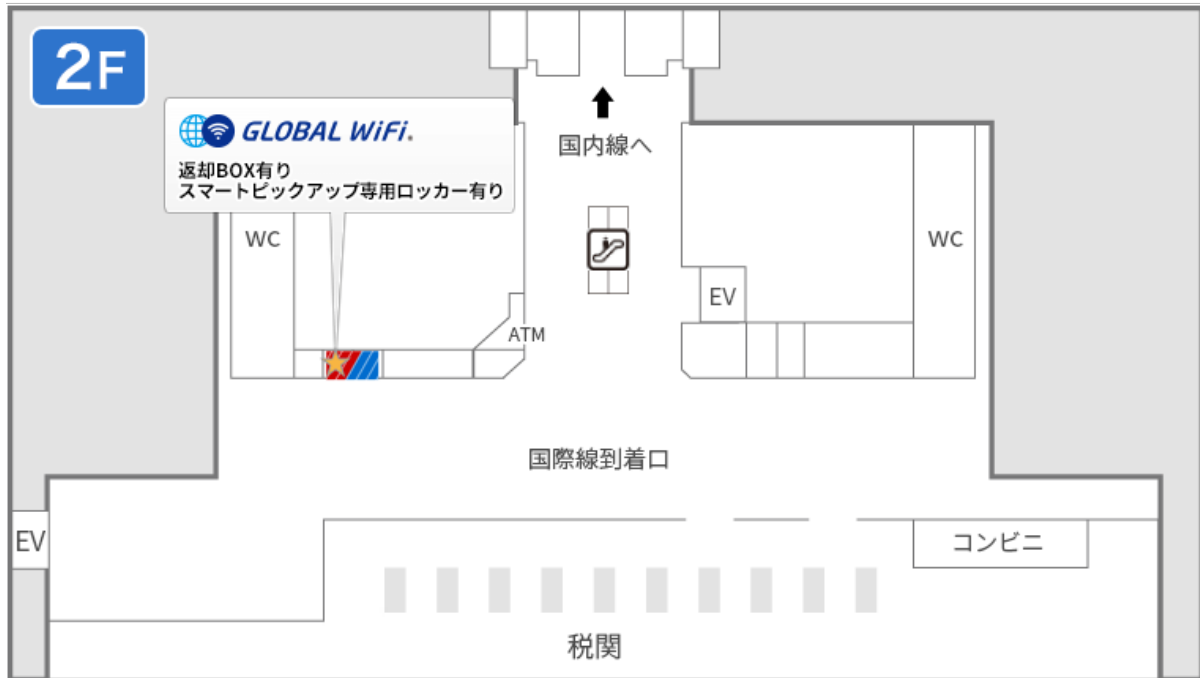 2F
GLOBAL WiFi.
返却BOX有り
スマートピックアップ専用ロッカー有り
国内線へ
WC
WC
EV
ATM
国際線到着口
EV
コンビニ
税関